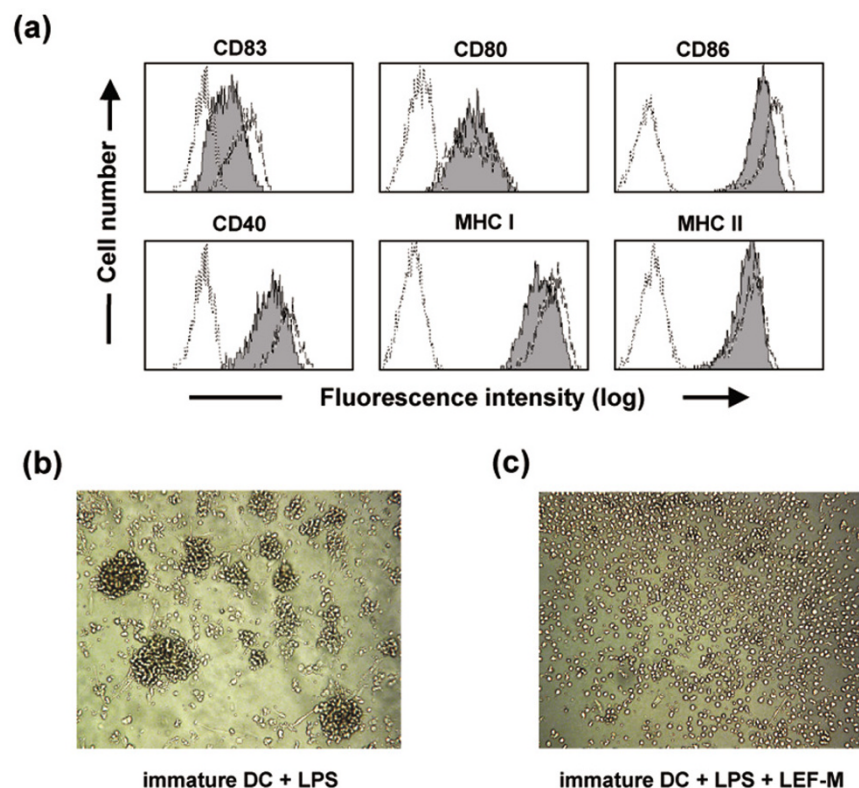 (a)
CD83 CD80 CD86
CD40 MHC I MHC II
Cell number
Fluorescence intensity (log)
(b)
(c)
immature DC + LPS
immature DC + LPS + LEF-M